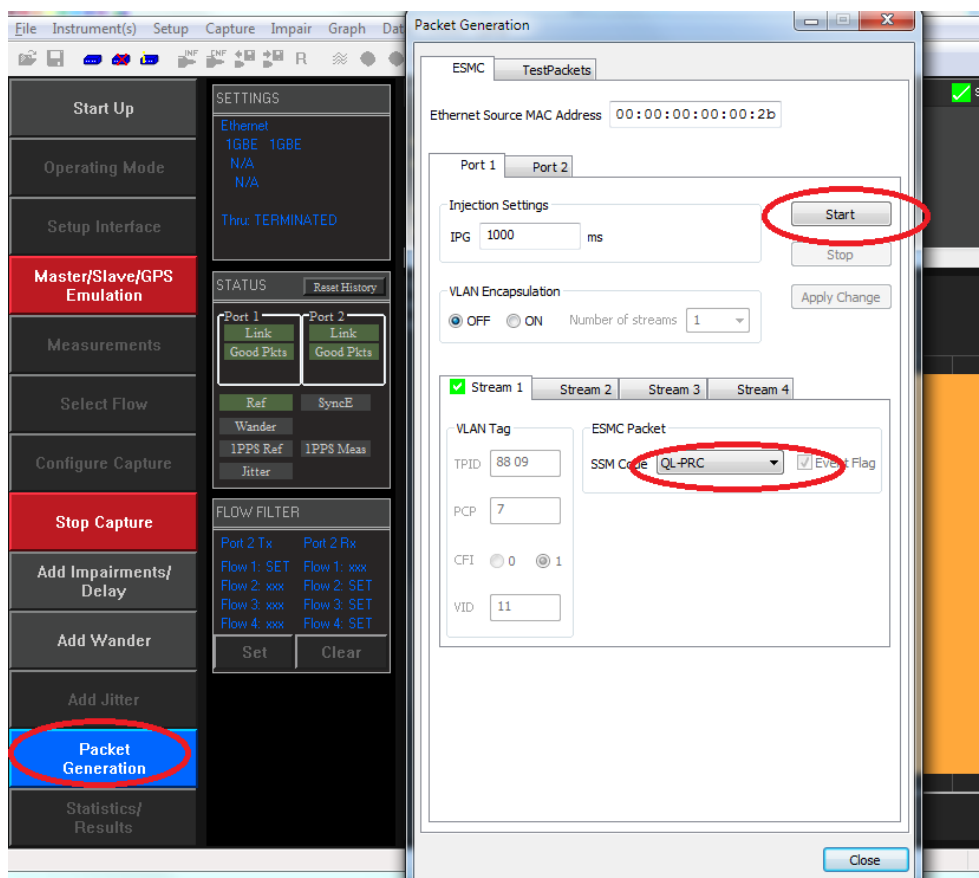 File Instrument(s) Setup Capture Impair Graph Dat
INF INF R
Start Up
Operating Mode
Setup Interface
Master/Slave/GPS
Emulation
Measurements
Select Flow
Configure Capture
Stop Capture
Add Impairments/
Delay
Add Wander
Add Jitter
Packet
Generation
Statistics/
Results
SETTINGS
Ethernet
1GBE 1GBE
N/A
N/A
Thru: TERMINATED
STATUS Reset History
Port 1 Port 2
Link Link
Good Pkts Good Pkts
Ref SyncE
Wander
1PPS Ref 1PPS Meas
Jitter
FLOW FILTER
Port 2 Tx Port 2 Rx
Flow 1: SET Flow 1: xxx
Flow 2: xxx Flow 2: SET
Flow 3: xxx Flow 3: SET
Flow 4: xxx Flow 4: SET
Set Clear
Packet Generation
ESMC TestPackets
Ethernet Source MAC Address 00:00:00:00:00:2b
Port 1 Port 2
Injection Settings
IPG 1000 ms
Start
Stop
Apply Change
VLAN Encapsulation
OFF ON Number of streams 1
Stream 1 Stream 2 Stream 3 Stream 4
VLAN Tag
TPID 88 09
PCP 7
CFI 0 1
VID 11
ESMC Packet
SSM Code QL-PRC Event Flag
Close